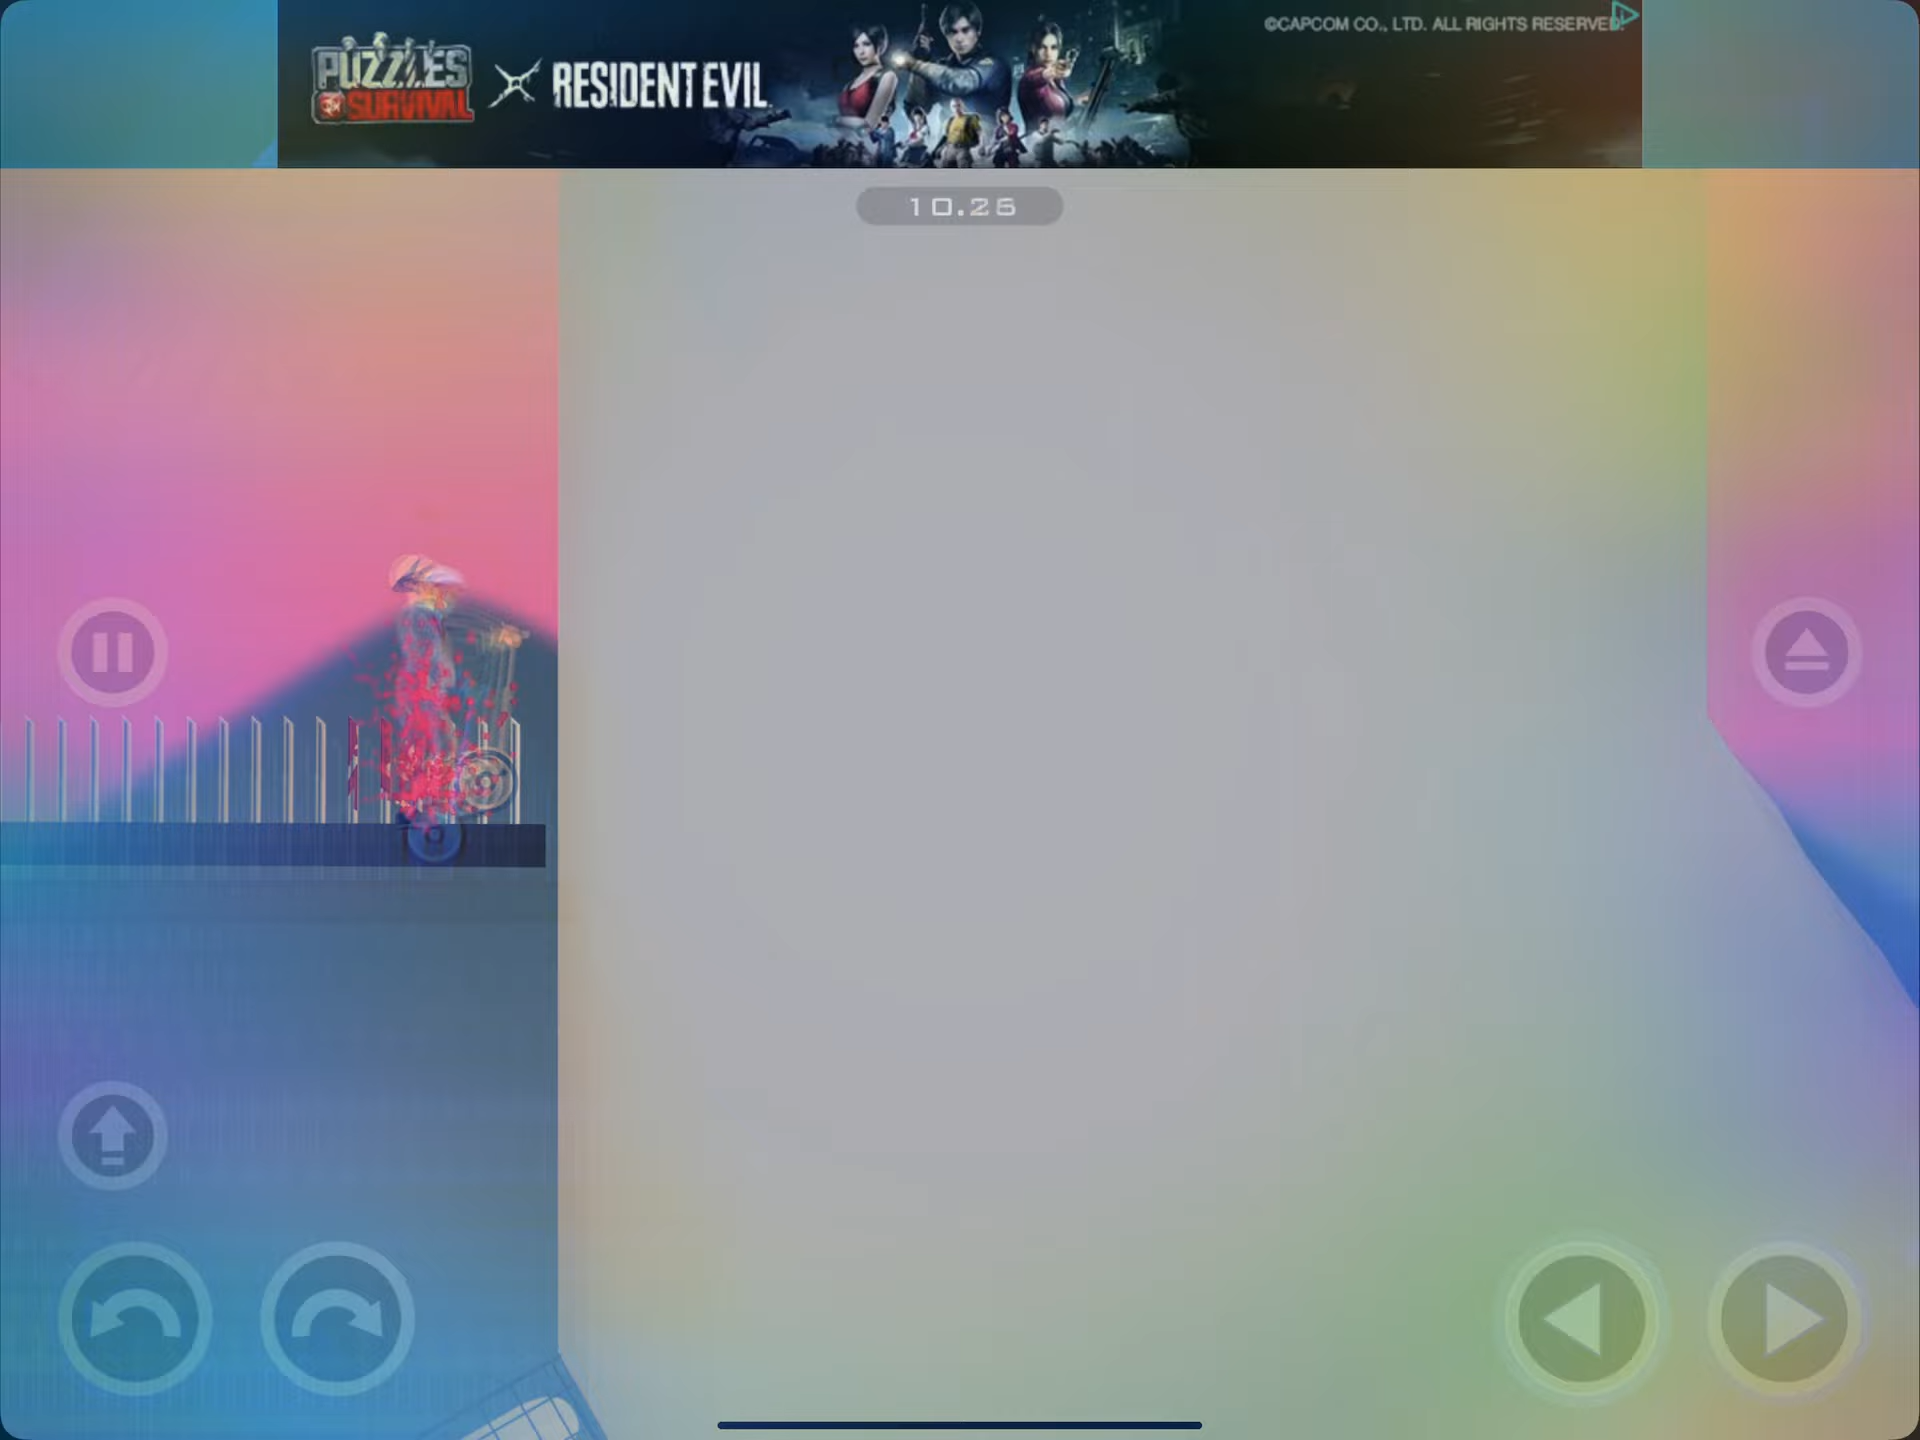 PUZZLES & SURVIVAL
RESIDENT EVIL
©CAPCOM CO., LTD. ALL RIGHTS RESERVED.
10.26